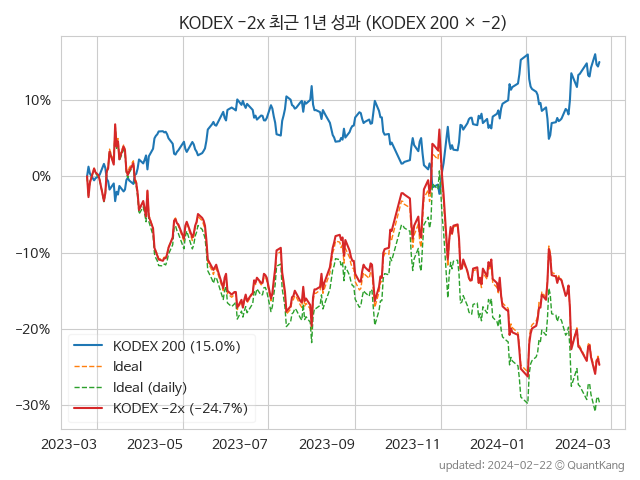 KODEX −2x 최근 1년 성과 (KODEX 200 × −2)
10%
0%
−10%
−20%
−30%
KODEX 200 (15.0%)
Ideal
Ideal (daily)
KODEX −2x (−24.7%)
2023-03 2023-05 2023-07 2023-09 2023-11 2024-01 2024-03
updated: 2024-02-22 © QuantKang